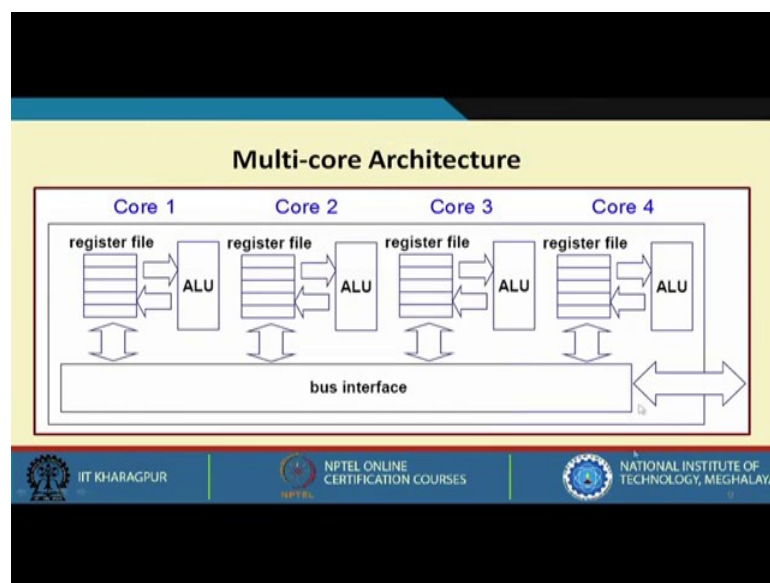 Multi-core Architecture
Core 1 Core 2 Core 3 Core 4
register file register file register file register file
ALU ALU ALU ALU
bus interface
IIT KHARAGPUR
NPTEL
NPTEL ONLINE
CERTIFICATION COURSES
NATIONAL INSTITUTE OF
TECHNOLOGY, MEGHALAYA